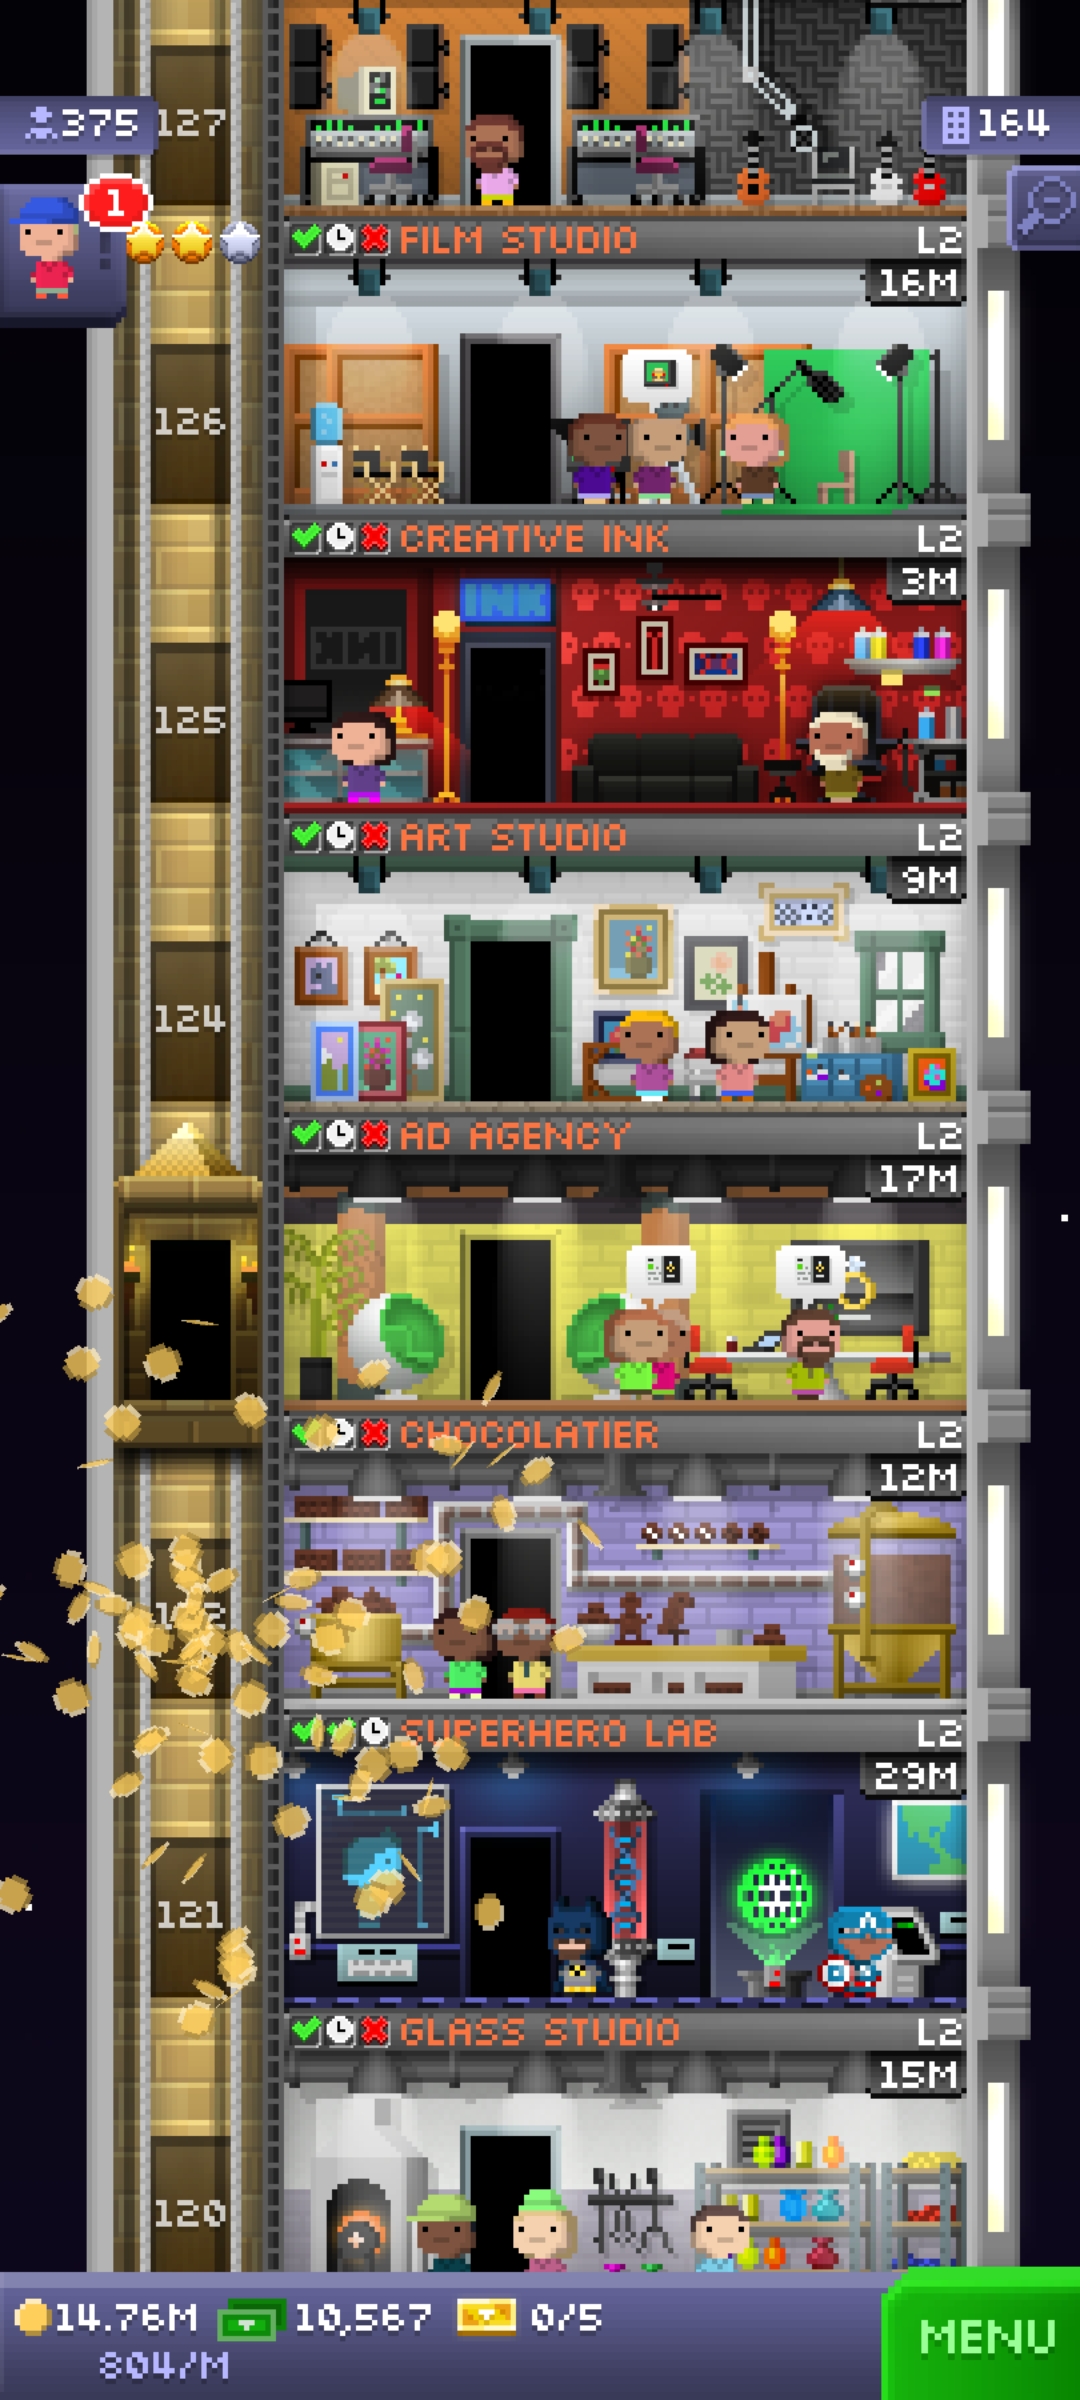 375
127
164
1
FILM STUDIO L2
16M
126
CREATIVE INK L2
3M
INK
125
ART STUDIO L2
9M
124
AD AGENCY L2
17M
CHOCOLATIER L2
12M
SUPERHERO LAB L2
29M
121
GLASS STUDIO L2
15M
120
14.76M 10,567 0/5
804/M
MENU